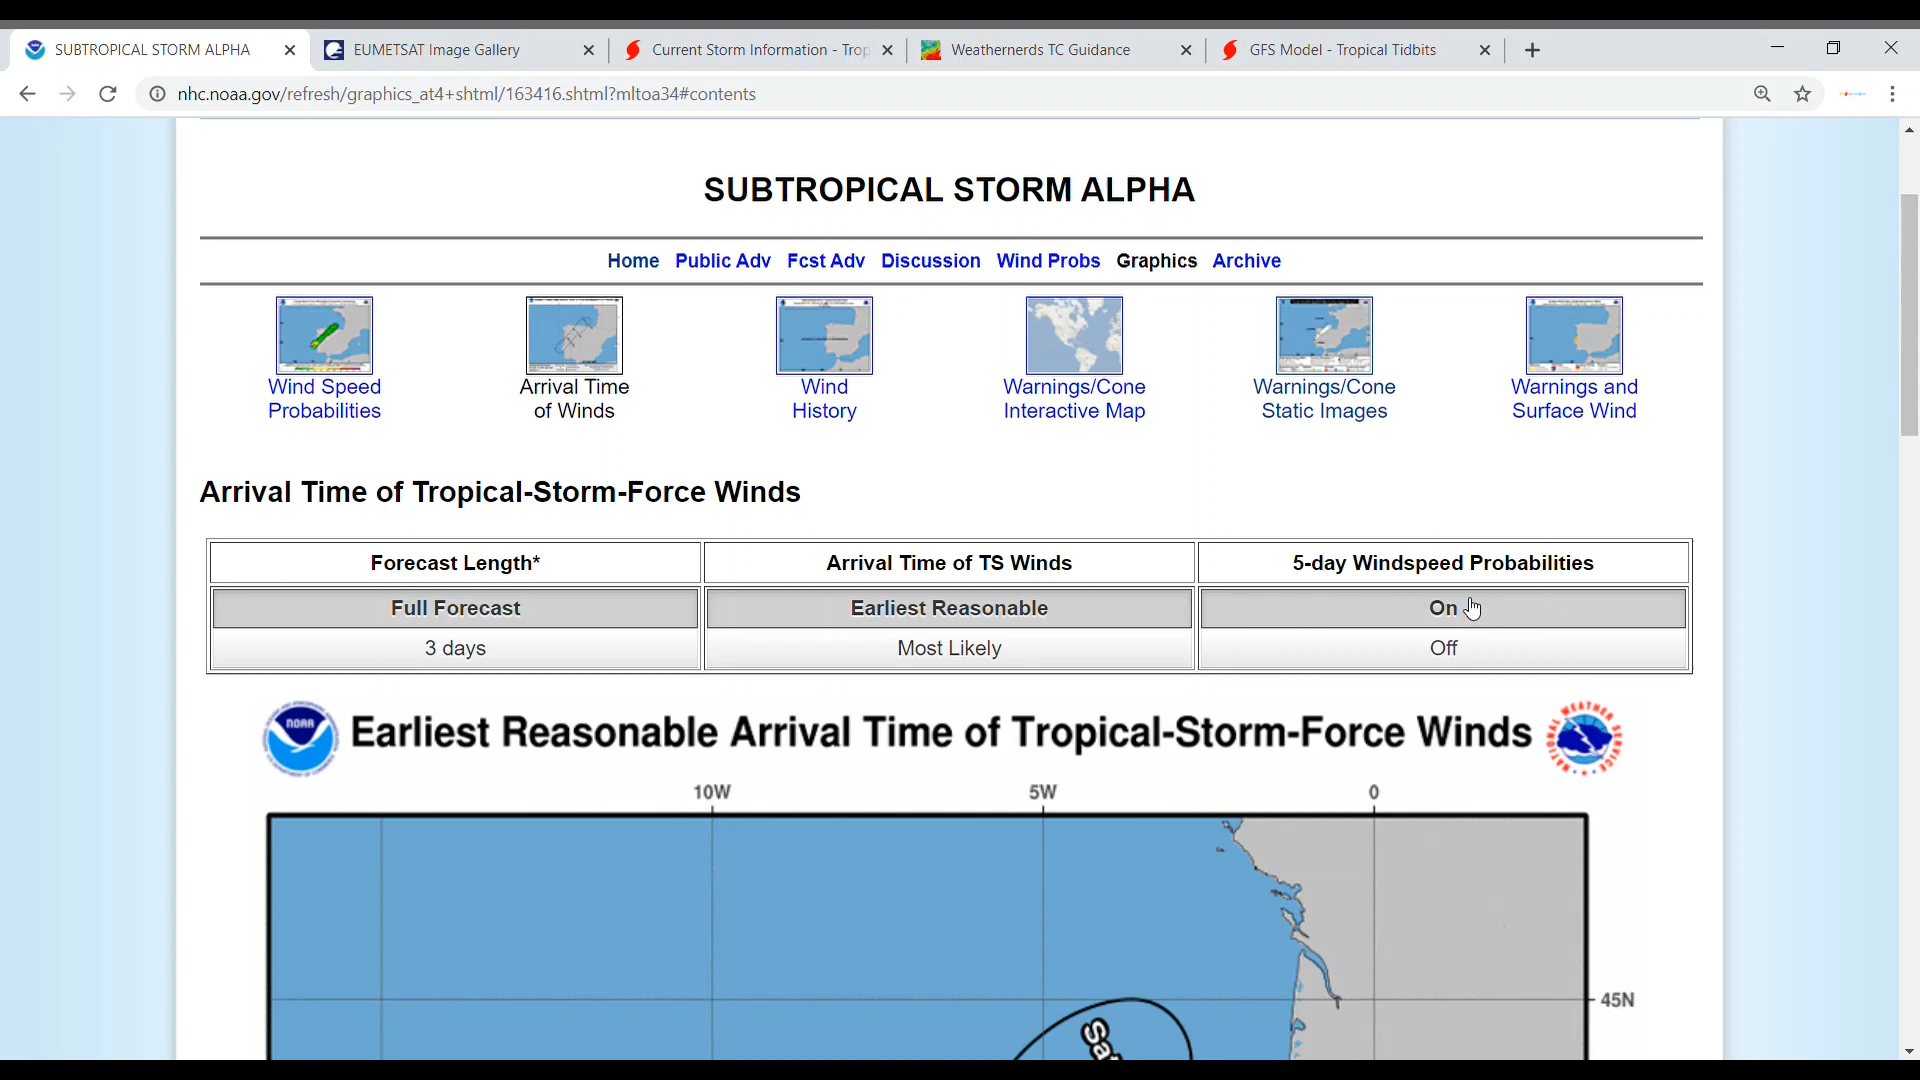 SUBTROPICAL STORM ALPHA
EUMETSAT Image Gallery
Current Storm Information - Trop
Weathernerds TC Guidance
GFS Model - Tropical Tidbits
nhc.noaa.gov/refresh/graphics_at4+shtml/163416.shtml?mltoa34#contents
SUBTROPICAL STORM ALPHA
Home Public Adv Fcst Adv Discussion Wind Probs Graphics Archive
Wind Speed
Probabilities
Arrival Time
of Winds
Wind
History
Warnings/Cone
Interactive Map
Warnings/Cone
Static Images
Warnings and
Surface Wind
Arrival Time of Tropical-Storm-Force Winds
Forecast Length* Arrival Time of TS Winds 5-day Windspeed Probabilities
Full Forecast Earliest Reasonable On
3 days Most Likely Off
NOAA
Earliest Reasonable Arrival Time of Tropical-Storm-Force Winds
NATIONAL WEATHER SERVICE
10W 5W 0
45N
Sa